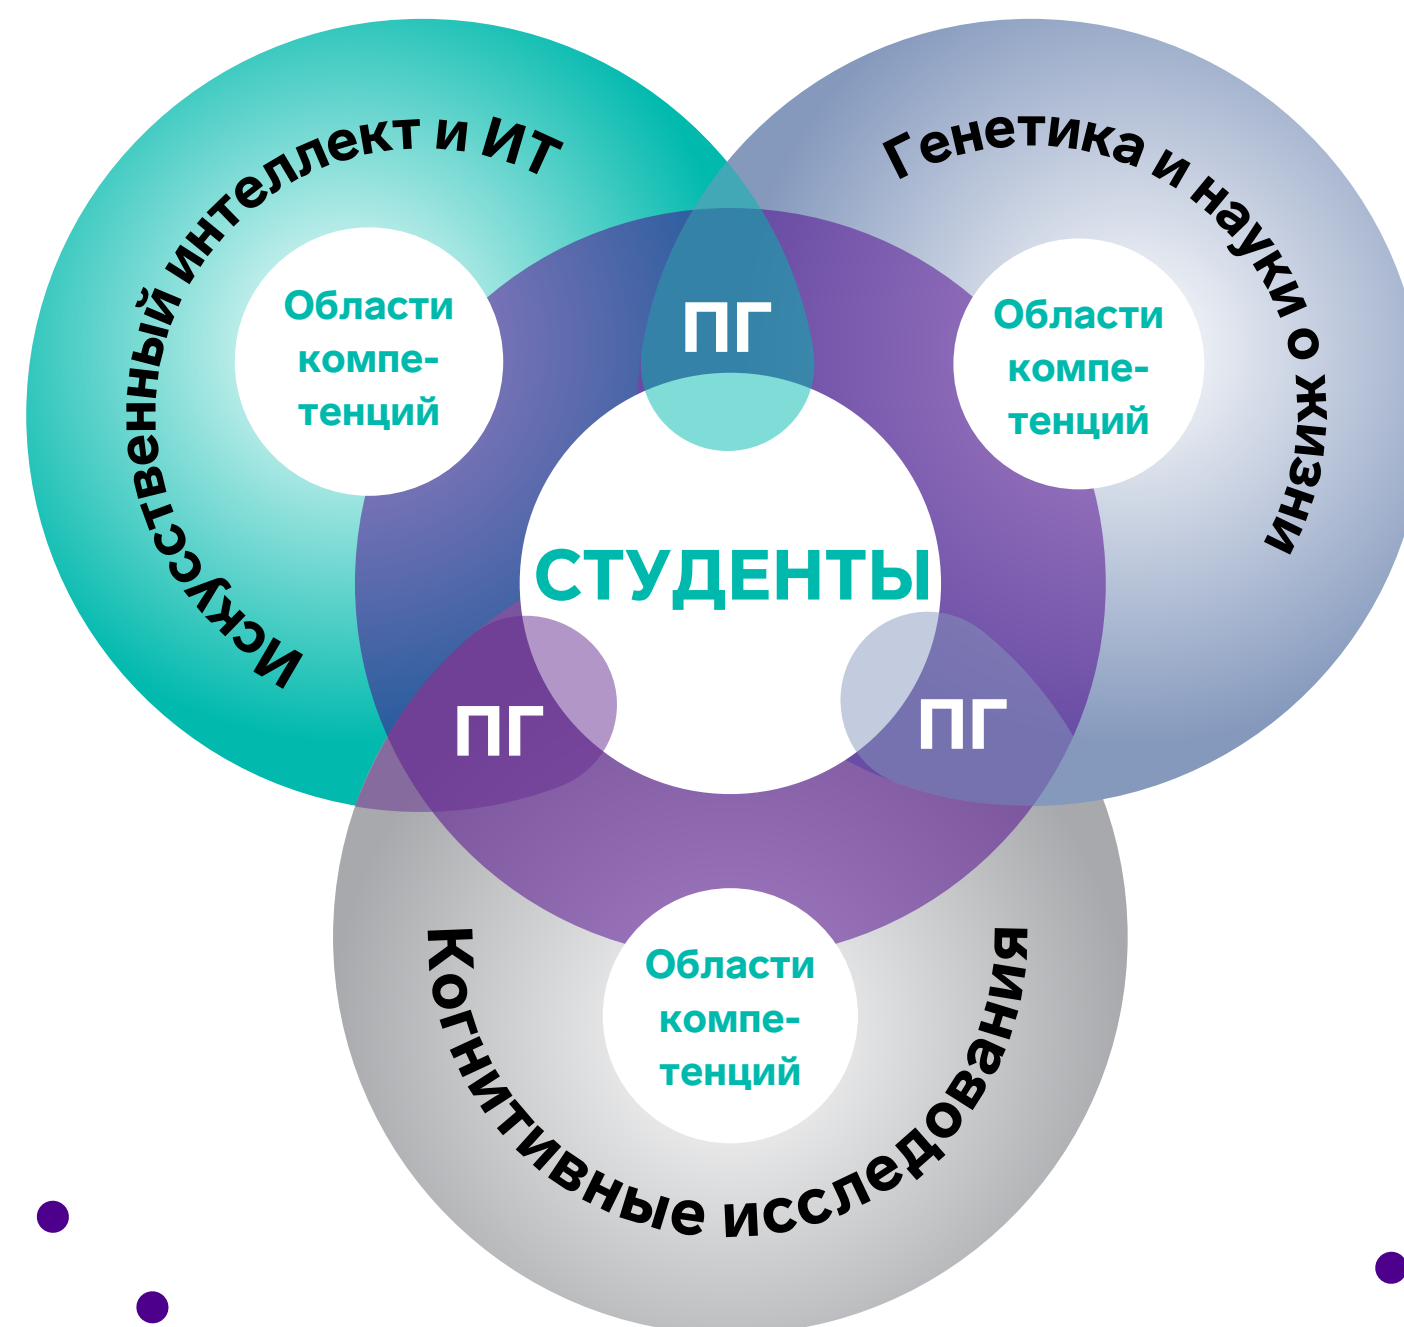 Искусственный интеллект и ИТ
Генетика и науки о жизни
Области
компе-
тенций
ПГ
Области
компе-
тенций
СТУДЕНТЫ
ПГ
ПГ
Области
компе-
тенций
Когнитивные исследования